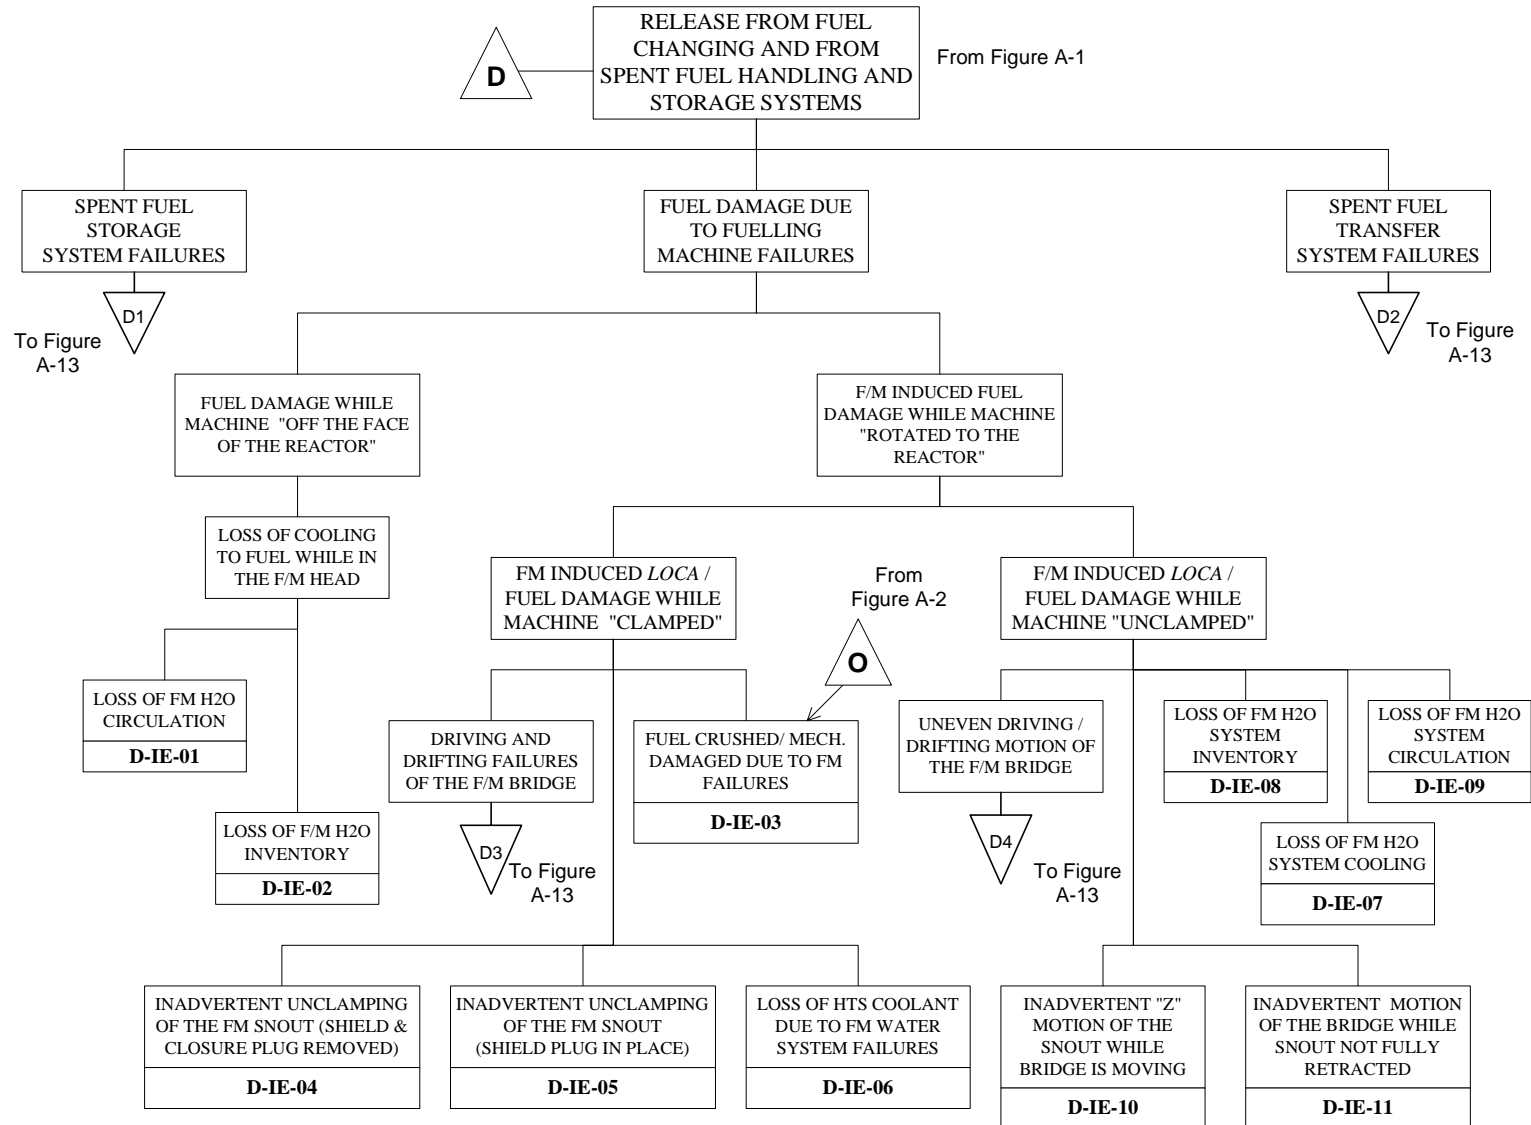 RELEASE FROM FUEL
CHANGING AND FROM
SPENT FUEL HANDLING AND
STORAGE SYSTEMS
D
From Figure A-1
SPENT FUEL
STORAGE
SYSTEM FAILURES
FUEL DAMAGE DUE
TO FUELLING
MACHINE FAILURES
SPENT FUEL
TRANSFER
SYSTEM FAILURES
D1
To Figure
A-13
D2
To Figure
A-13
FUEL DAMAGE WHILE
MACHINE "OFF THE FACE
OF THE REACTOR"
F/M INDUCED FUEL
DAMAGE WHILE MACHINE
"ROTATED TO THE
REACTOR"
LOSS OF COOLING
TO FUEL WHILE IN
THE F/M HEAD
FM INDUCED LOCA /
FUEL DAMAGE WHILE
MACHINE "CLAMPED"
From
Figure A-2
O
F/M INDUCED LOCA /
FUEL DAMAGE WHILE
MACHINE "UNCLAMPED"
LOSS OF FM H2O
CIRCULATION
D-IE-01
LOSS OF F/M H2O
INVENTORY
D-IE-02
DRIVING AND
DRIFTING FAILURES
OF THE F/M BRIDGE
D3
To Figure
A-13
FUEL CRUSHED/ MECH.
DAMAGED DUE TO FM
FAILURES
D-IE-03
UNEVEN DRIVING /
DRIFTING MOTION OF
THE F/M BRIDGE
D4
To Figure
A-13
LOSS OF FM H2O
SYSTEM
INVENTORY
D-IE-08
LOSS OF FM H2O
SYSTEM
CIRCULATION
D-IE-09
LOSS OF FM H2O
SYSTEM COOLING
D-IE-07
INADVERTENT UNCLAMPING
OF THE FM SNOUT (SHIELD &
CLOSURE PLUG REMOVED)
D-IE-04
INADVERTENT UNCLAMPING
OF THE FM SNOUT
(SHIELD PLUG IN PLACE)
D-IE-05
LOSS OF HTS COOLANT
DUE TO FM WATER
SYSTEM FAILURES
D-IE-06
INADVERTENT "Z"
MOTION OF THE
SNOUT WHILE
BRIDGE IS MOVING
D-IE-10
INADVERTENT MOTION
OF THE BRIDGE WHILE
SNOUT NOT FULLY
RETRACTED
D-IE-11